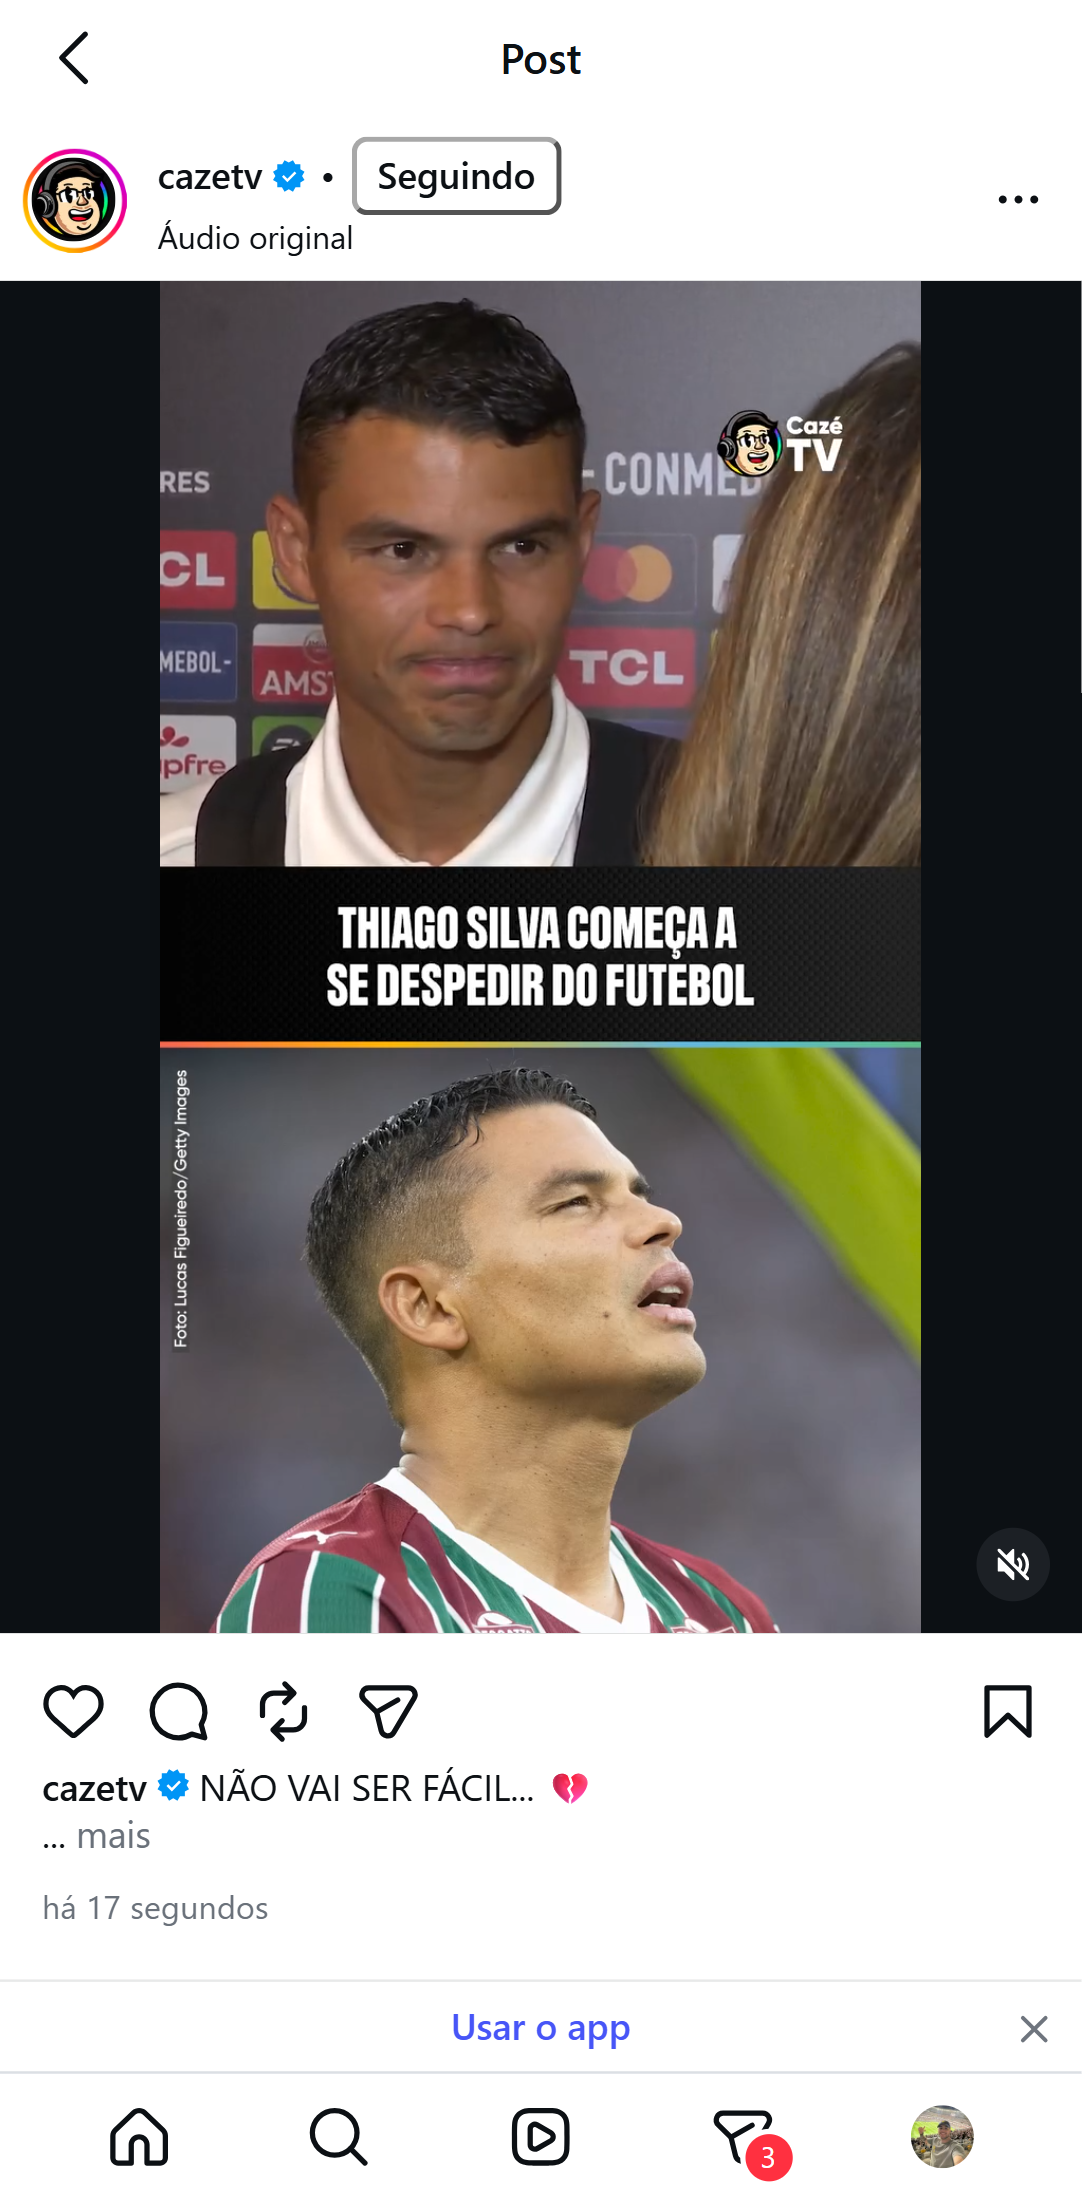 Post
cazetv • Seguindo
Áudio original
Cazé
TV
RES
- CONMEB
CL
MEBOL-
AMST
TCL
pfre
THIAGO SILVA COMEÇA A
SE DESPEDIR DO FUTEBOL
Foto: Lucas Figueiredo/Getty Images
cazetv NÃO VAI SER FÁCIL... 💔
... mais
há 17 segundos
Usar o app
3